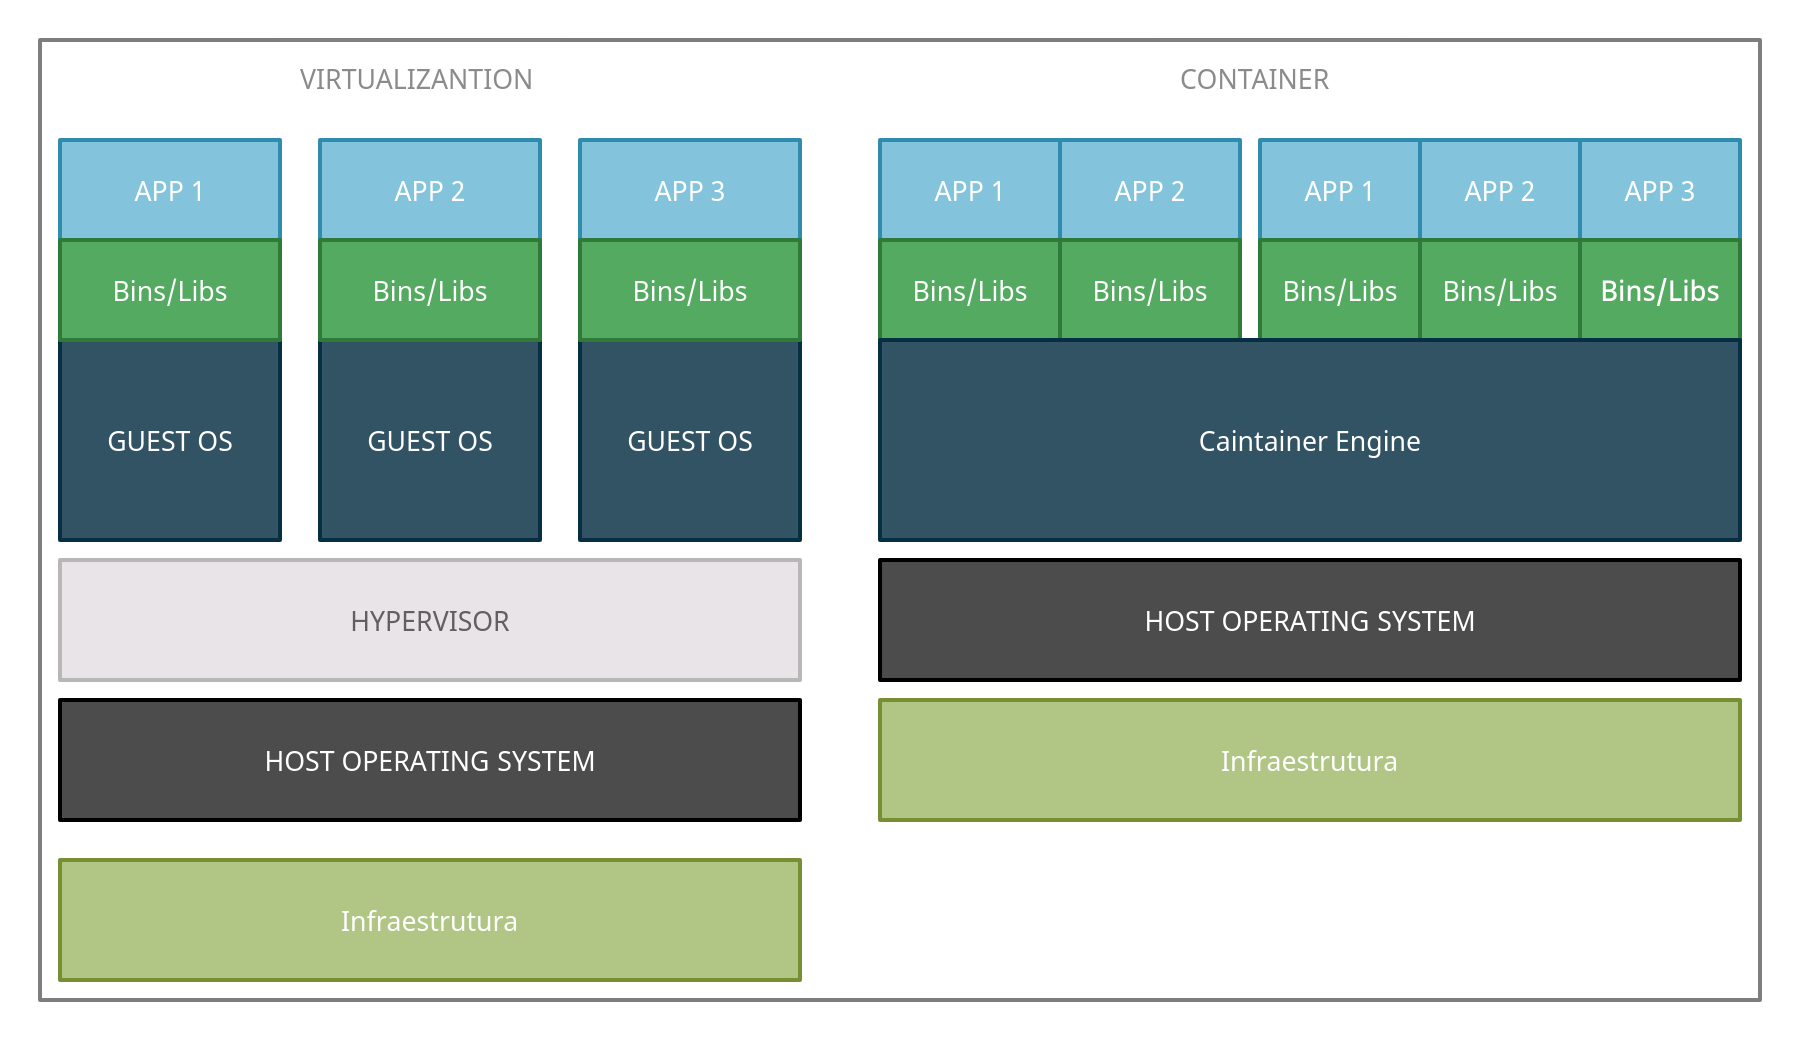 VIRTUALIZANTION
APP 1
APP 2
APP 3
Bins/Libs
Bins/Libs
Bins/Libs
GUEST OS
GUEST OS
GUEST OS
HYPERVISOR
HOST OPERATING SYSTEM
Infraestrutura
CONTAINER
APP 1
APP 2
APP 1
APP 2
APP 3
Bins/Libs
Bins/Libs
Bins/Libs
Bins/Libs
Bins/Libs
Caintainer Engine
HOST OPERATING SYSTEM
Infraestrutura